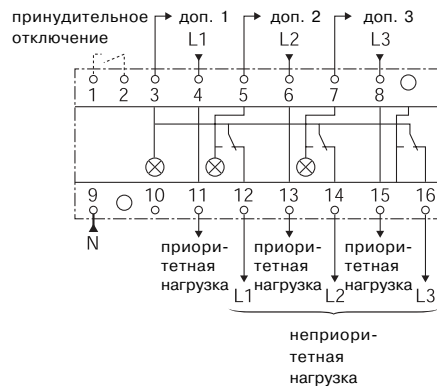 принудительное
отключение
доп. 1 доп. 2 доп. 3
L1 L2 L3
1 2 3 4 5 6 7 8
9 10 11 12 13 14 15 16
N
приори- приори- приори-
тетная тетная тетная
нагрузка нагрузка нагрузка
L1 L2 L3
неприори-
тетная
нагрузка